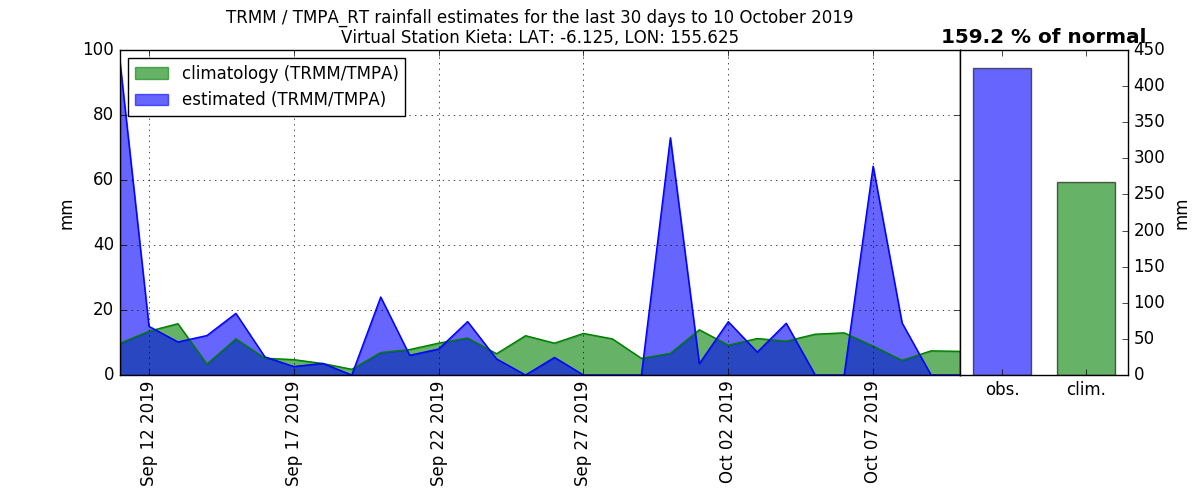 TRMM / TMPA_RT rainfall estimates for the last 30 days to 10 October 2019
Virtual Station Kieta: LAT: -6.125, LON: 155.625
159.2 % of normal
climatology (TRMM/TMPA)
estimated (TRMM/TMPA)
100
80
60
40
20
0
mm
Sep 12 2019
Sep 17 2019
Sep 22 2019
Sep 27 2019
Oct 02 2019
Oct 07 2019
450
400
350
300
250
200
150
100
50
0
mm
obs.
clim.